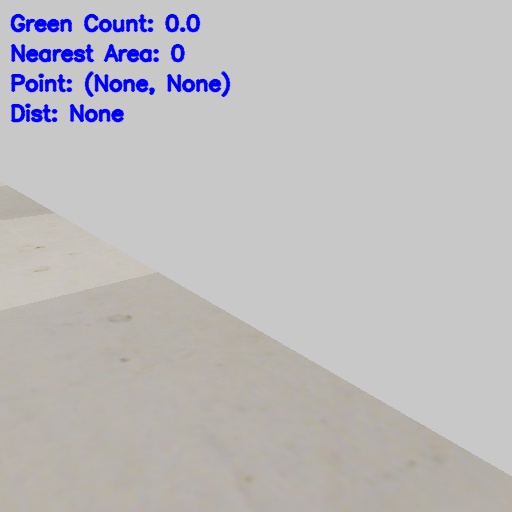 Green Count: 0.0
Nearest Area: 0
Point: (None, None)
Dist: None